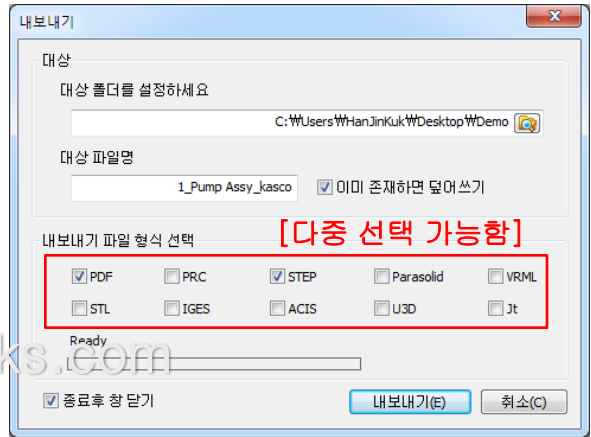 내보내기
대상
대상 폴더를 설정하세요
C:₩Users₩HanJinKuk₩Desktop₩Demo
대상 파일명
1_Pump Assy_kasco 이미 존재하면 덮어쓰기
내보내기 파일 형식 선택 [다중 선택 가능함]
PDF PRC STEP Parasolid VRML
STL IGES ACIS U3D Jt
Ready
ks.com
종료후 창 닫기 내보내기(E) 취소(C)